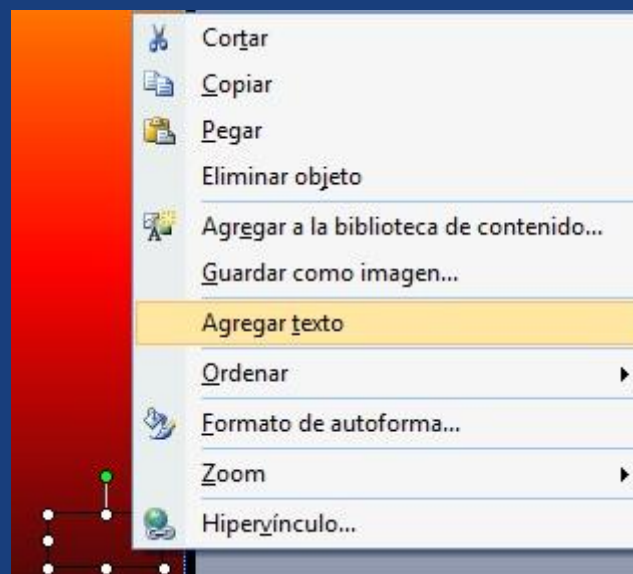 Cortar
Copiar
Pegar
Eliminar objeto
Agregar a la biblioteca de contenido...
Guardar como imagen...
Agregar texto
Ordenar
Formato de autoforma...
Zoom
Hipervínculo...